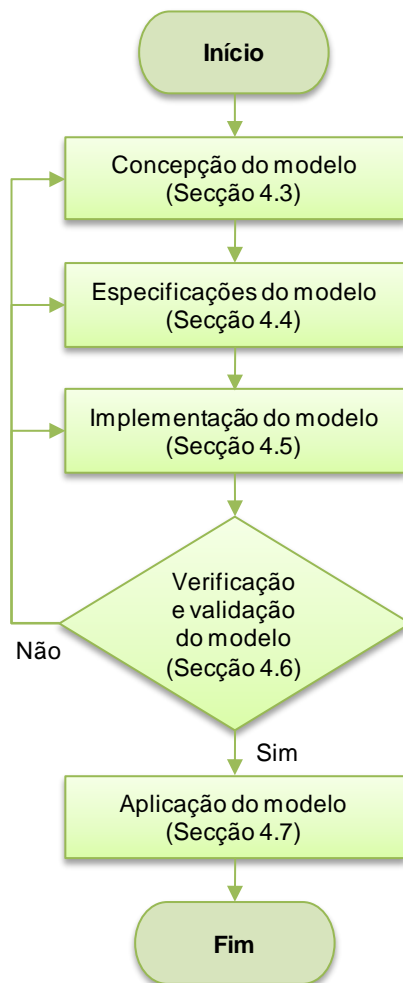 Início
Concepção do modelo
(Secção 4.3)
Especificações do modelo
(Secção 4.4)
Implementação do modelo
(Secção 4.5)
Verificação
e validação
do modelo
(Secção 4.6)
Não
Sim
Aplicação do modelo
(Secção 4.7)
Fim